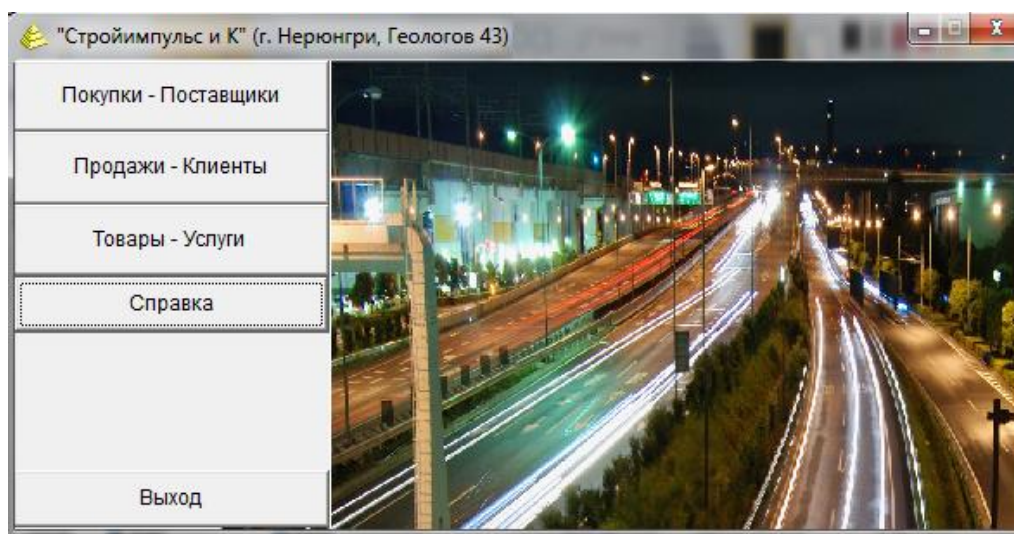 "Стройимпульс и К" (г. Нерюнгри, Геологов 43)
Покупки - Поставщики
Продажи - Клиенты
Товары - Услуги
Справка
Выход